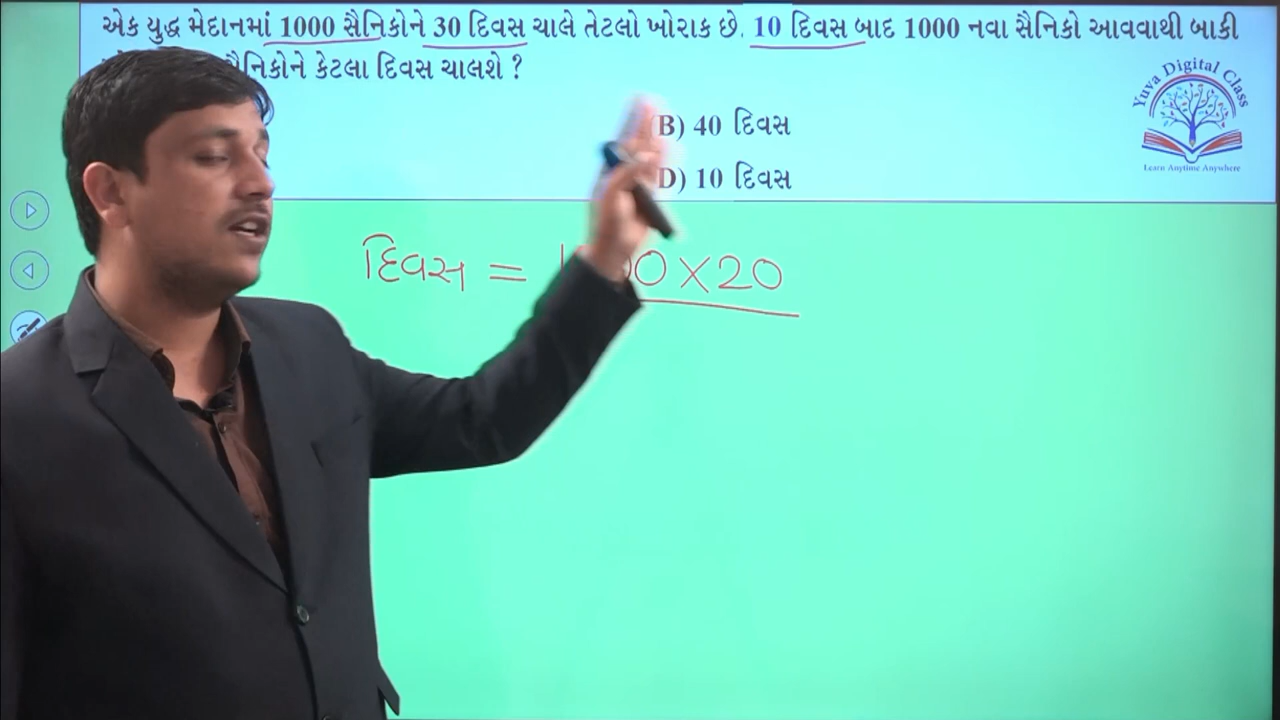 એક યુદ્ધ મેદાનમાં 1000 સૈનિકોને 30 દિવસ ચાલે તેટલો ખોરાક છે. 10 દિવસ બાદ 1000 નવા સૈનિકો આવવાથી બાકી
સૈનિકોને કેટલા દિવસ ચાલશે ?
B) 40 દિવસ
D) 10 દિવસ
Yuva Digital Class
Learn Anytime Anywhere
દિવસ = 00 × 20